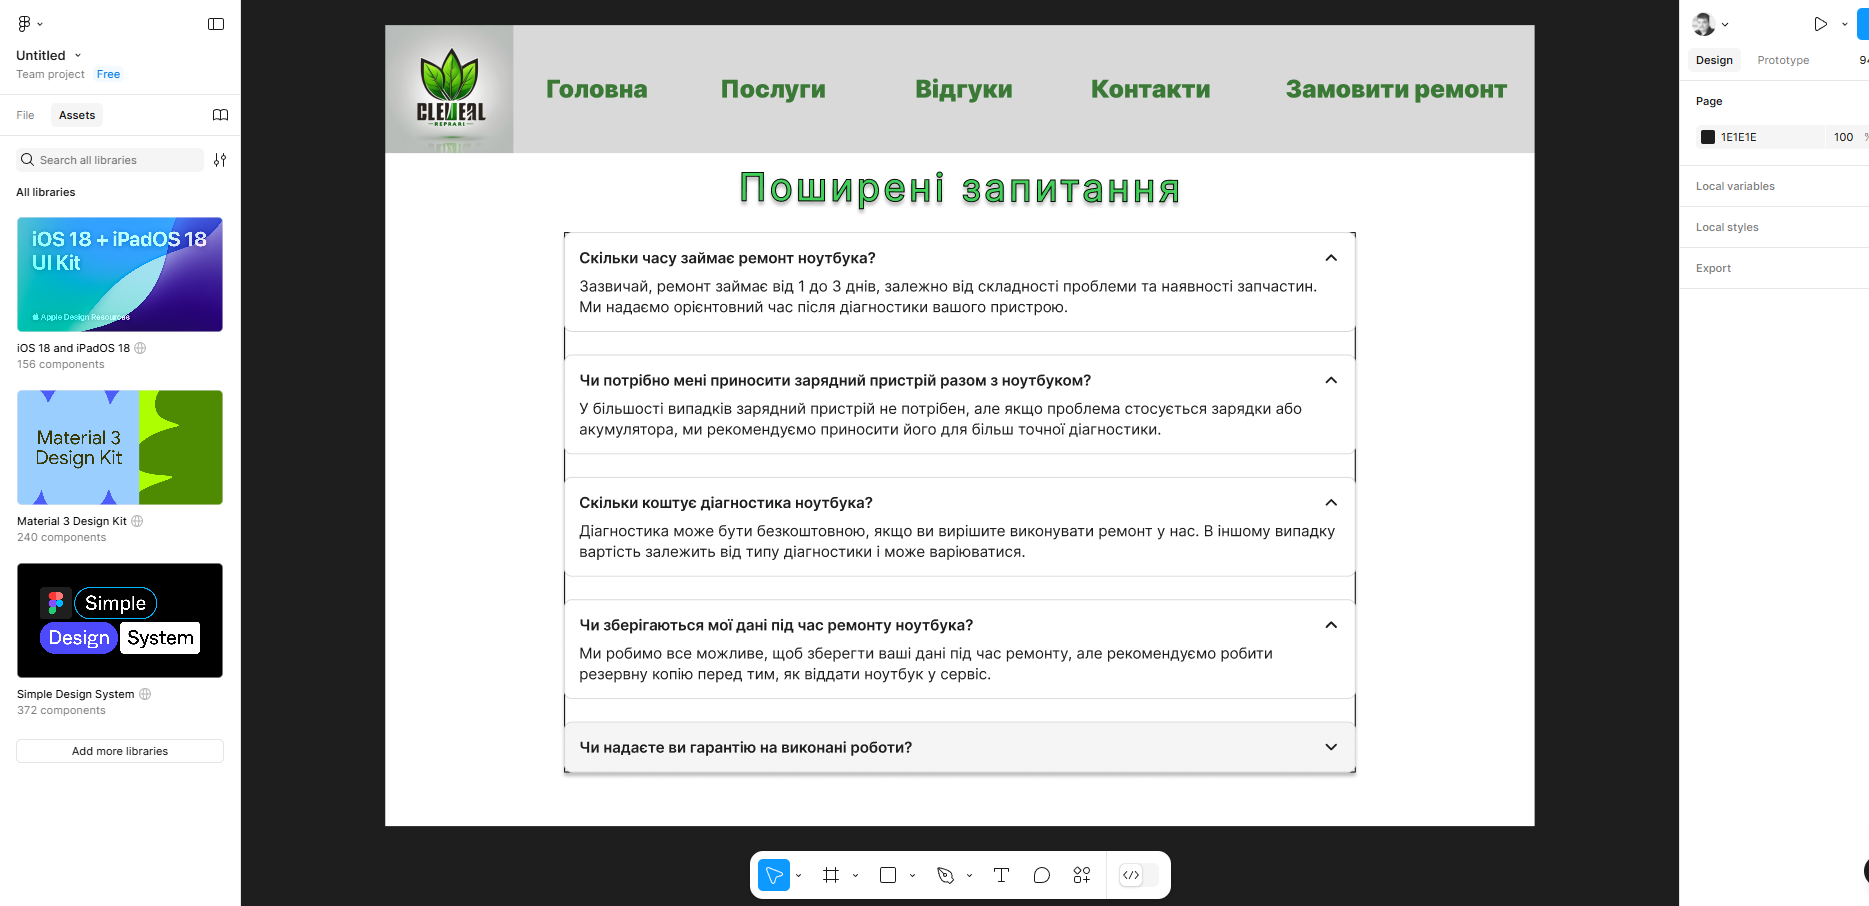 Untitled
Team project Free
File Assets
Search all libraries
All libraries
iOS 18 + iPadOS 18
UI Kit
Apple Design Resources
iOS 18 and iPadOS 18
156 components
Material 3
Design Kit
Material 3 Design Kit
240 components
Simple
Design System
Simple Design System
372 components
Add more libraries
CLEMEAL
REPRARI
Головна Послуги Відгуки Контакти Замовити ремонт
Поширені запитання
Скільки часу займає ремонт ноутбука?
Зазвичай, ремонт займає від 1 до 3 днів, залежно від складності проблеми та наявності запчастин.
Ми надаємо орієнтовний час після діагностики вашого пристрою.
Чи потрібно мені приносити зарядний пристрій разом з ноутбуком?
У більшості випадків зарядний пристрій не потрібен, але якщо проблема стосується зарядки або
акумулятора, ми рекомендуємо приносити його для більш точної діагностики.
Скільки коштує діагностика ноутбука?
Діагностика може бути безкоштовною, якщо ви вирішите виконувати ремонт у нас. В іншому випадку
вартість залежить від типу діагностики і може варіюватися.
Чи зберігаються мої дані під час ремонту ноутбука?
Ми робимо все можливе, щоб зберегти ваші дані під час ремонту, але рекомендуємо робити
резервну копію перед тим, як віддати ноутбук у сервіс.
Чи надаєте ви гарантію на виконані роботи?
Design Prototype 94
Page
1E1E1E 100 %
Local variables
Local styles
Export